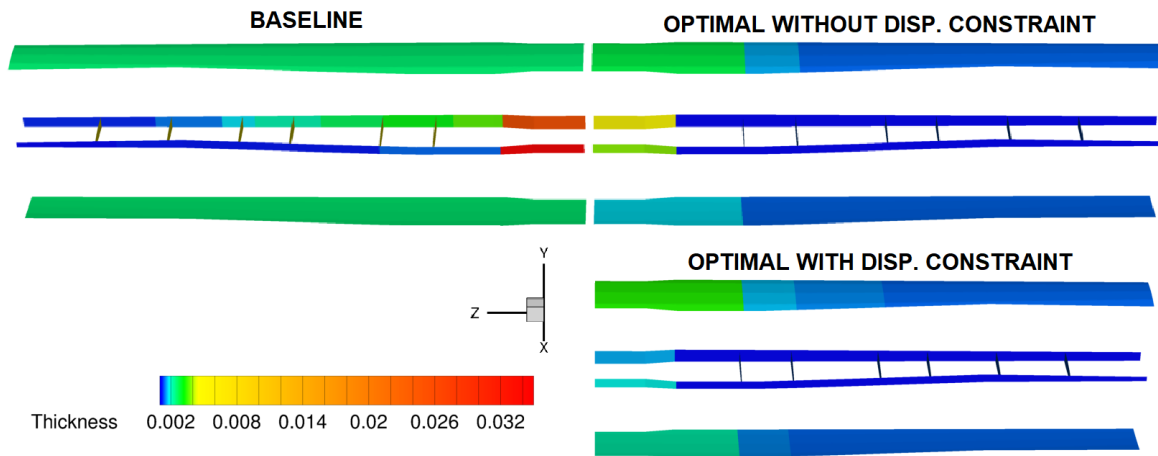 BASELINE
OPTIMAL WITHOUT DISP. CONSTRAINT
OPTIMAL WITH DISP. CONSTRAINT
Y
Z
X
Thickness 0.002 0.008 0.014 0.02 0.026 0.032